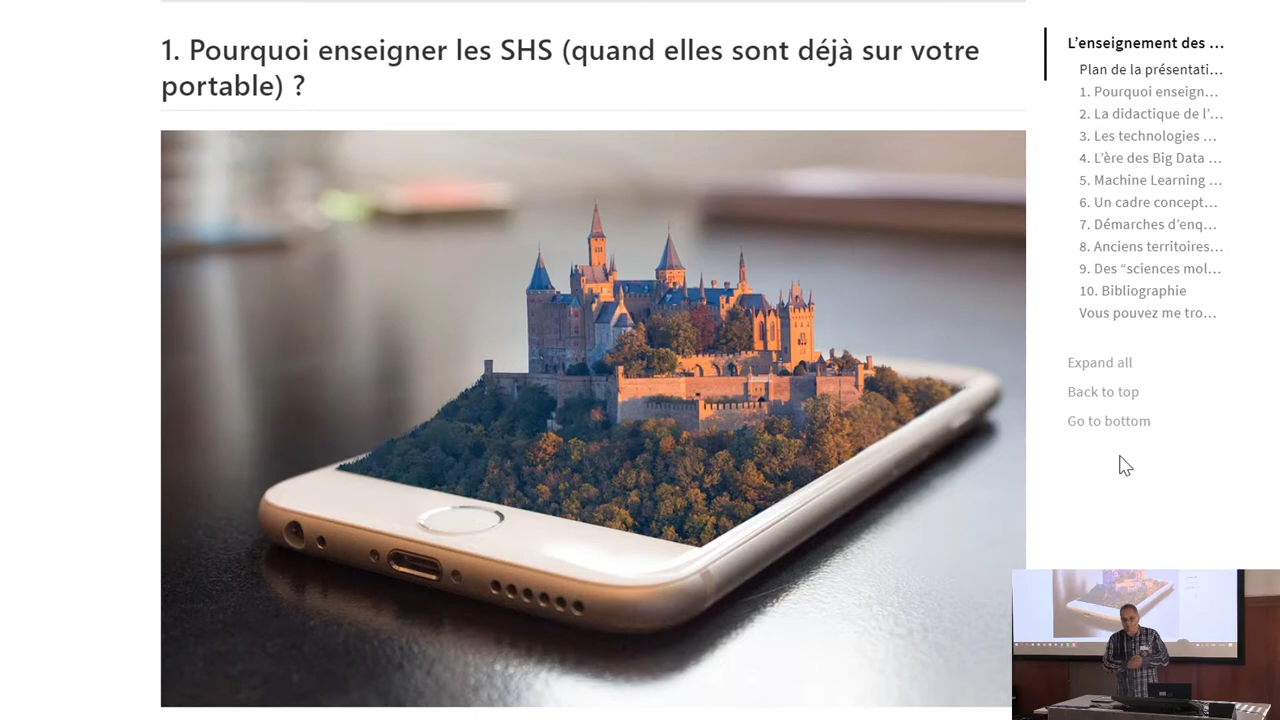 1. Pourquoi enseigner les SHS (quand elles sont déjà sur votre
portable) ?
L’enseignement des …
Plan de la présentati…
1. Pourquoi enseign…
2. La didactique de l’…
3. Les technologies …
4. L’ère des Big Data …
5. Machine Learning …
6. Un cadre concept…
7. Démarches d’enq…
8. Anciens territoires…
9. Des “sciences mol…
10. Bibliographie
Vous pouvez me tro…
Expand all
Back to top
Go to bottom